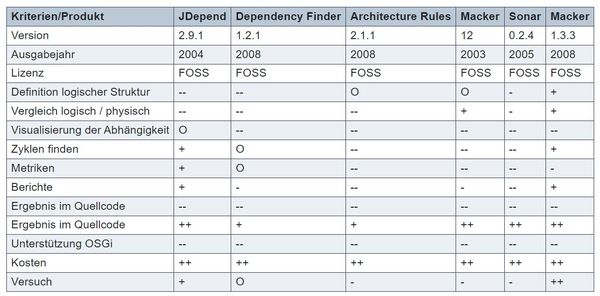 Kriterien/Produkt JDepend Dependency Finder Architecture Rules Macker Sonar Macker
Version 2.9.1 1.2.1 2.1.1 12 0.2.4 1.3.3
Ausgabejahr 2004 2008 2008 2003 2005 2008
Lizenz FOSS FOSS FOSS FOSS FOSS FOSS
Definition logischer Struktur -- -- O O - +
Vergleich logisch / physisch -- -- -- + - +
Visualisierung der Abhängigkeit O -- -- -- -- --
Zyklen finden + O -- -- -- +
Metriken + O -- -- -- -
Berichte + - -- - -- +
Ergebnis im Quellcode -- -- -- -- -- --
Ergebnis im Quellcode ++ + + ++ ++ ++
Unterstützung OSGi -- -- -- -- -- --
Kosten ++ ++ ++ ++ ++ ++
Versuch + O - - - ++